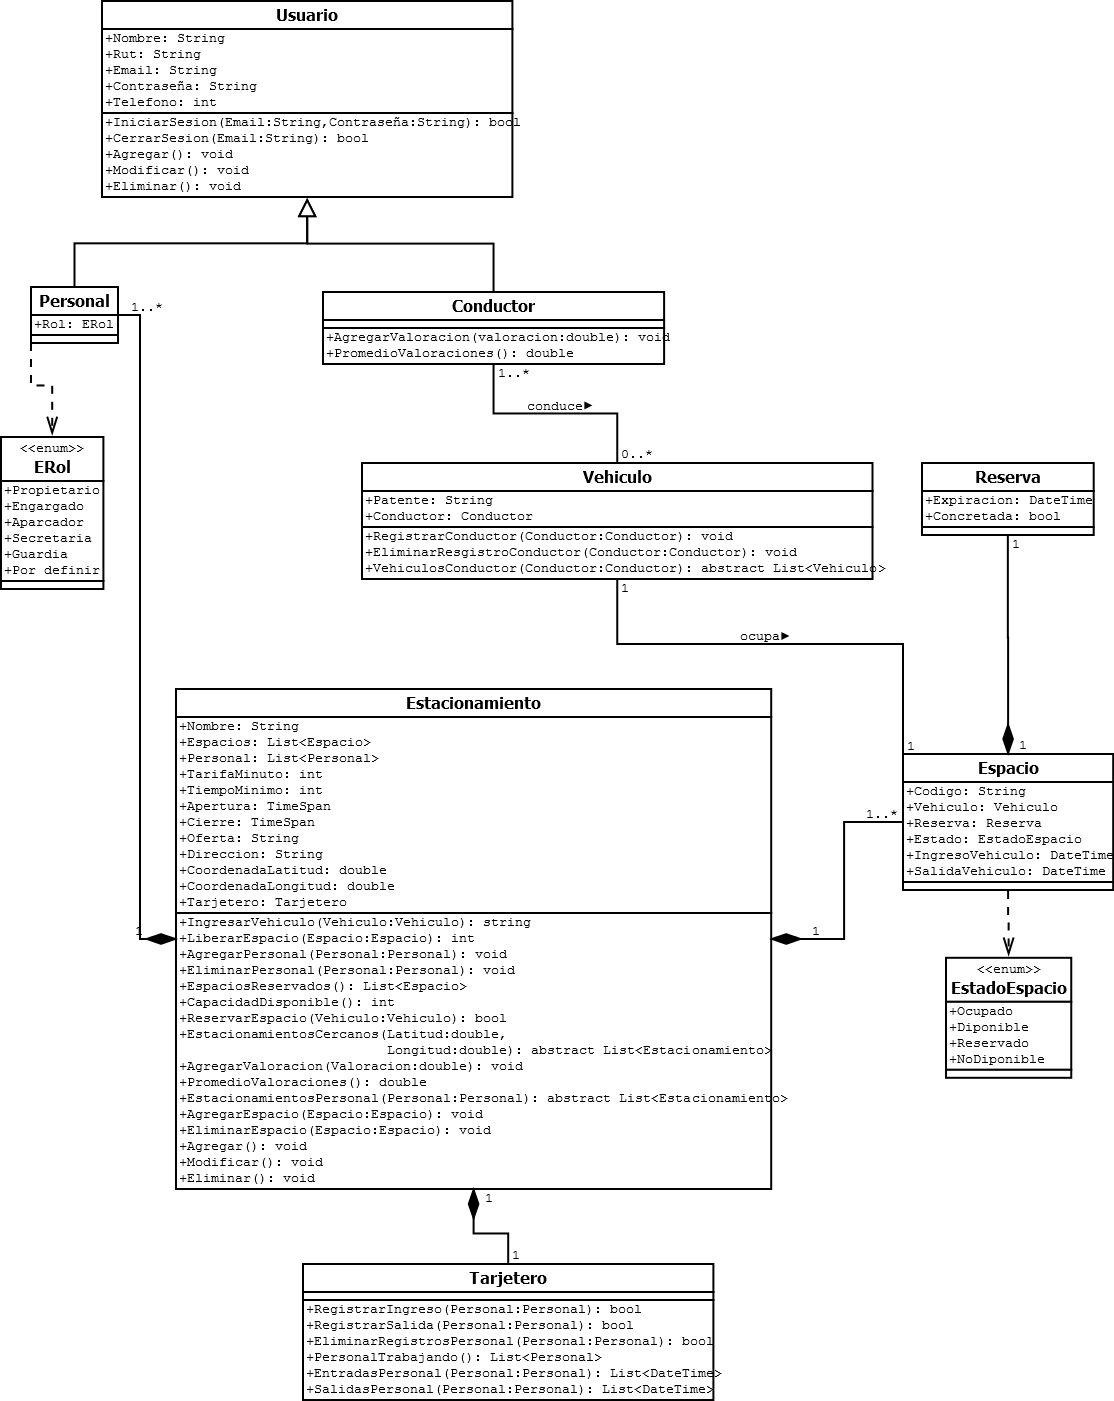 Usuario
+Nombre: String
+Rut: String
+Email: String
+Contraseña: String
+Telefono: int
+IniciarSesion(Email:String,Contraseña:String): bool
+CerrarSesion(Email:String): bool
+Agregar(): void
+Modificar(): void
+Eliminar(): void
Personal
+Rol: ERol
1..*
Conductor
+AgregarValoracion(valoracion:double): void
+PromedioValoraciones(): double
1..*
conduce►
0..*
<<enum>>
ERol
+Propietario
+Engargado
+Aparcador
+Secretaria
+Guardia
+Por definir
Vehiculo
+Patente: String
+Conductor: Conductor
+RegistrarConductor(Conductor:Conductor): void
+EliminarResgistroConductor(Conductor:Conductor): void
+VehiculosConductor(Conductor:Conductor): abstract List<Vehiculo>
1
Reserva
+Expiracion: DateTime
+Concretada: bool
1
ocupa►
1
1
Estacionamiento
+Nombre: String
+Espacios: List<Espacio>
+Personal: List<Personal>
+TarifaMinuto: int
+TiempoMinimo: int
+Apertura: TimeSpan
+Cierre: TimeSpan
+Oferta: String
+Direccion: String
+CoordenadaLatitud: double
+CoordenadaLongitud: double
+Tarjetero: Tarjetero
+IngresarVehiculo(Vehiculo:Vehiculo): string
+LiberarEspacio(Espacio:Espacio): int
+AgregarPersonal(Personal:Personal): void
+EliminarPersonal(Personal:Personal): void
+EspaciosReservados(): List<Espacio>
+CapacidadDisponible(): int
+ReservarEspacio(Vehiculo:Vehiculo): bool
+EstacionamientosCercanos(Latitud:double,
Longitud:double): abstract List<Estacionamiento>
+AgregarValoracion(Valoracion:double): void
+PromedioValoraciones(): double
+EstacionamientosPersonal(Personal:Personal): abstract List<Estacionamiento>
+AgregarEspacio(Espacio:Espacio): void
+EliminarEspacio(Espacio:Espacio): void
+Agregar(): void
+Modificar(): void
+Eliminar(): void
1
1
1..*
Espacio
+Codigo: String
+Vehiculo: Vehiculo
+Reserva: Reserva
+Estado: EstadoEspacio
+IngresoVehiculo: DateTime
+SalidaVehiculo: DateTime
<<enum>>
EstadoEspacio
+Ocupado
+Diponible
+Reservado
+NoDiponible
1
1
Tarjetero
+RegistrarIngreso(Personal:Personal): bool
+RegistrarSalida(Personal:Personal): bool
+EliminarRegistrosPersonal(Personal:Personal): bool
+PersonalTrabajando(): List<Personal>
+EntradasPersonal(Personal:Personal): List<DateTime>
+SalidasPersonal(Personal:Personal): List<DateTime>